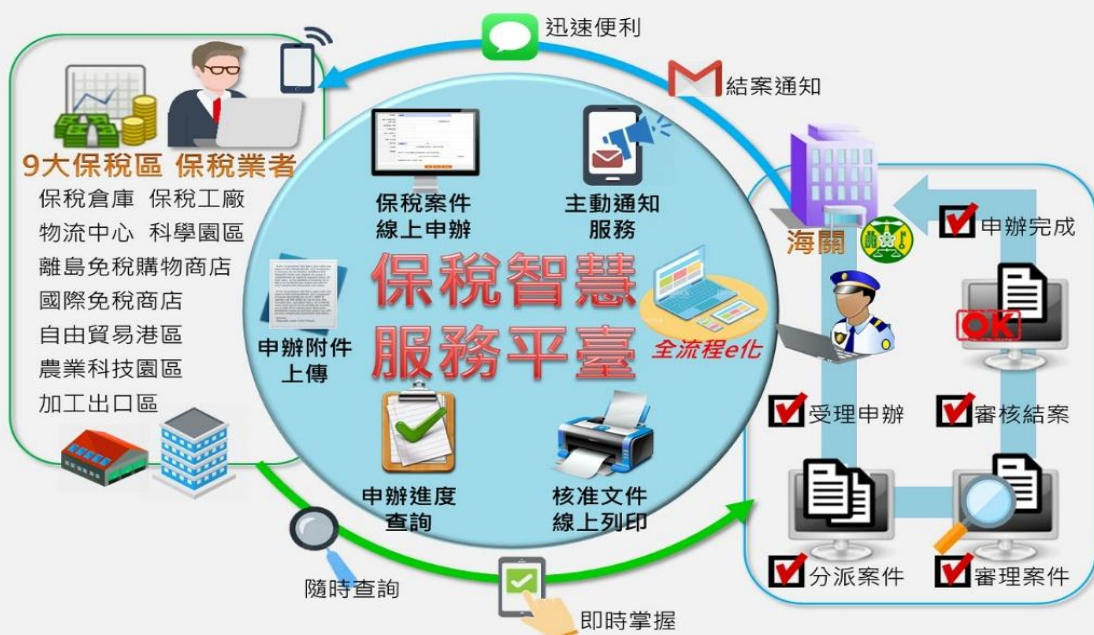 迅速便利
結案通知
9大保稅區 保稅業者
保稅倉庫 保稅工廠
物流中心 科學園區
離島免稅購物商店
國際免稅商店
自由貿易港區
農業科技園區
加工出口區
保稅案件
線上申辦
主動通知
服務
保稅智慧
服務平臺
申辦附件
上傳
全流程e化
申辦進度
查詢
核准文件
線上列印
隨時查詢
即時掌握
海關
申辦完成
OK
受理申辦
審核結案
分派案件
審理案件